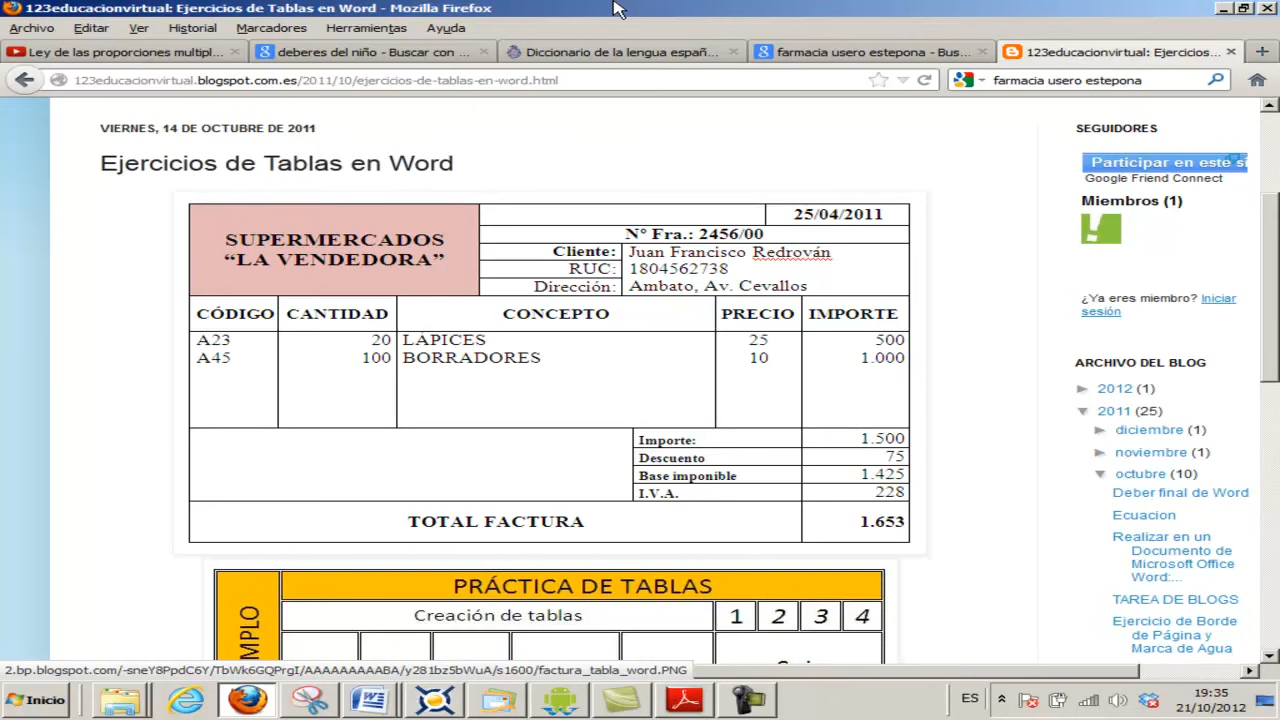 123educacionvirtual: Ejercicios de Tablas en Word - Mozilla Firefox
Archivo Editar Ver Historial Marcadores Herramientas Ayuda
Ley de las proporciones multipl... deberes del niño - Buscar con ... Diccionario de la lengua españ... farmacia usero estepona - Bus... 123educacionvirtual: Ejercicios...
123educacionvirtual.blogspot.com.es/2011/10/ejercicios-de-tablas-en-word.html farmacia usero estepona
VIERNES, 14 DE OCTUBRE DE 2011
Ejercicios de Tablas en Word
SUPERMERCADOS
“LA VENDEDORA”
25/04/2011
N° Fra.: 2456/00
Cliente: Juan Francisco Redrován
RUC: 1804562738
Dirección: Ambato, Av. Cevallos
CÓDIGO CANTIDAD CONCEPTO PRECIO IMPORTE
A23 20 LÁPICES 25 500
A45 100 BORRADORES 10 1.000
Importe: 1.500
Descuento 75
Base imponible 1.425
I.V.A. 228
TOTAL FACTURA 1.653
PRÁCTICA DE TABLAS
Creación de tablas 1 2 3 4
MPLO
SEGUIDORES
Participar en este si
Google Friend Connect
Miembros (1)
¿Ya eres miembro? Iniciar
sesión
ARCHIVO DEL BLOG
► 2012 (1)
▼ 2011 (25)
► diciembre (1)
► noviembre (1)
▼ octubre (10)
Deber final de Word
Ecuacion
Realizar en un
Documento de
Microsoft Office
Word:...
TAREA DE BLOGS
Ejercicio de Borde
de Página y
Marca de Agua
2.bp.blogspot.com/-sneY8PpdC6Y/TbWk6GQPrgI/AAAAAAAAABA/y281bz5bWuA/s1600/factura_tabla_word.PNG
Inicio ES 19:35
21/10/2012